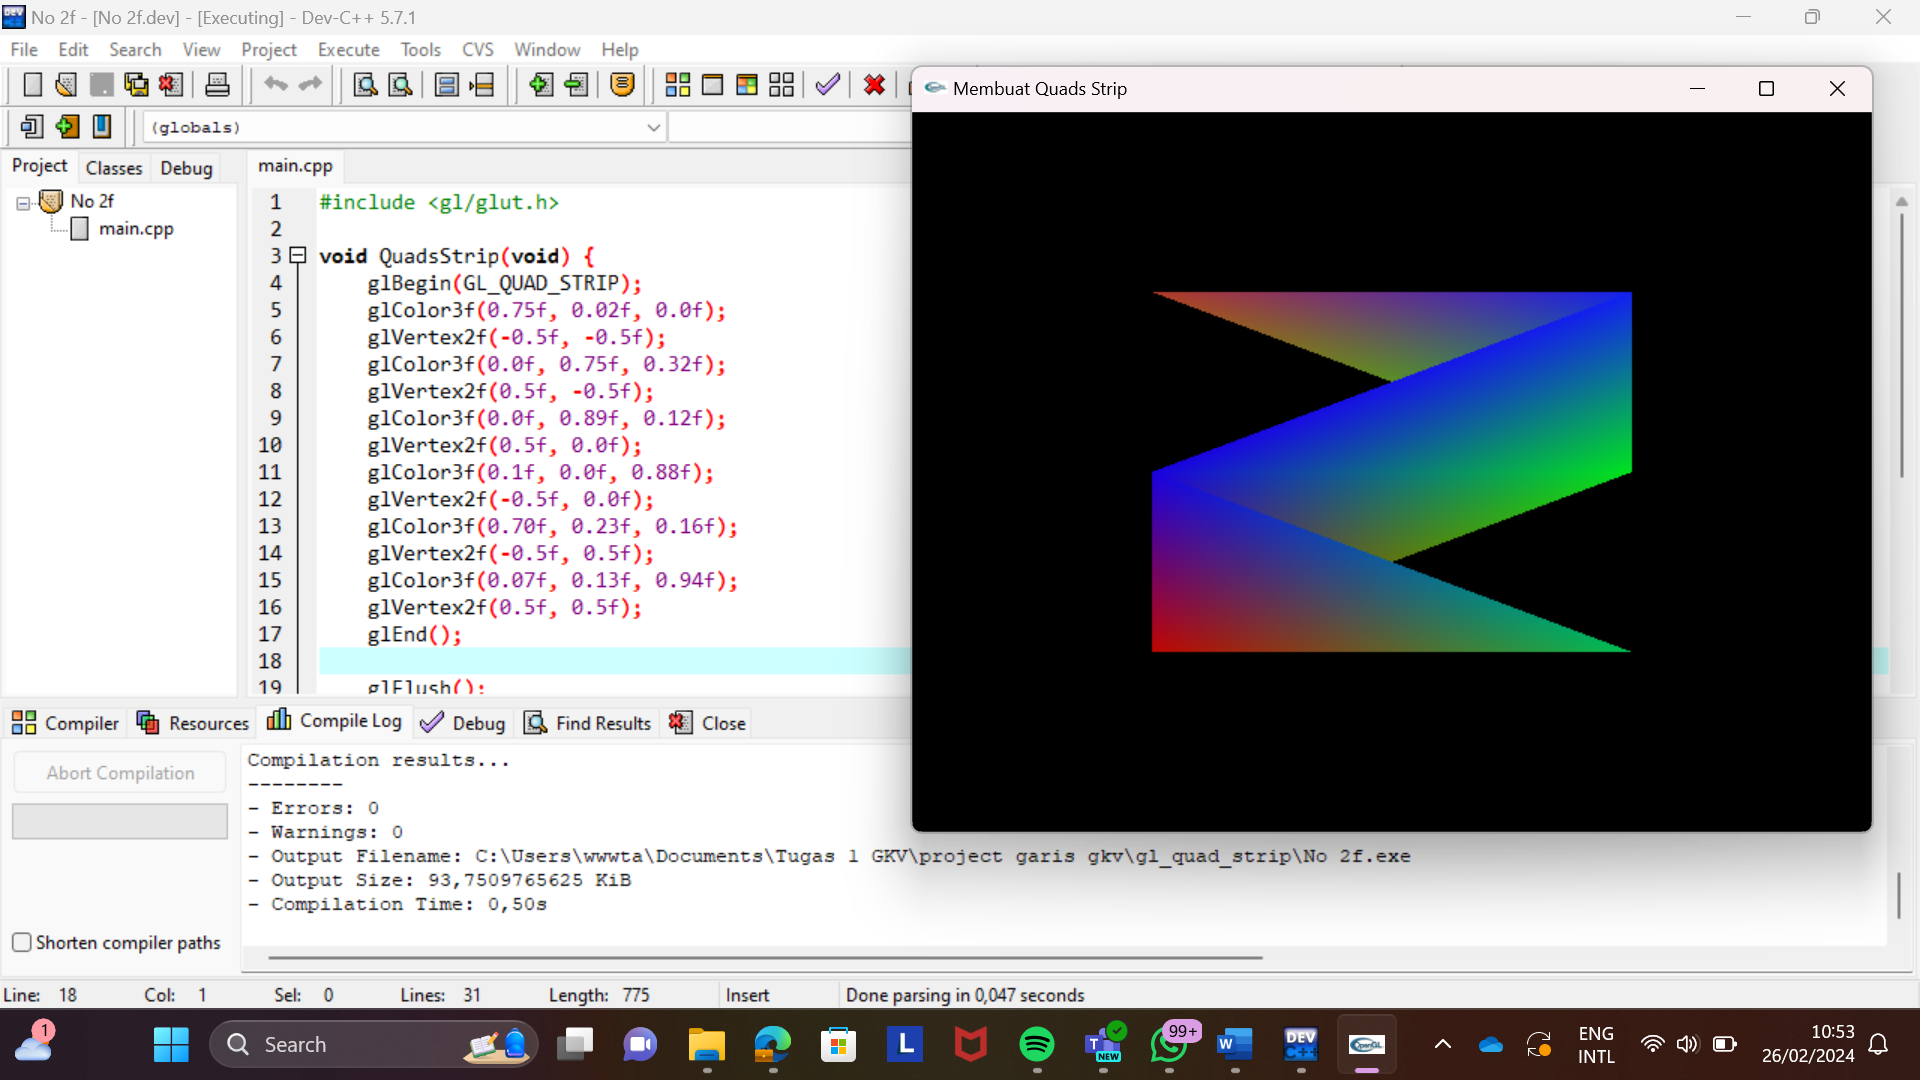 No 2f - [No 2f.dev] - [Executing] - Dev-C++ 5.7.1
File Edit Search View Project Execute Tools CVS Window Help
Membuat Quads Strip
(globals)
Project Classes Debug
main.cpp
No 2f
main.cpp
1 #include <gl/glut.h>
2
3 void QuadsStrip(void) {
4 glBegin(GL_QUAD_STRIP);
5 glColor3f(0.75f, 0.02f, 0.0f);
6 glVertex2f(-0.5f, -0.5f);
7 glColor3f(0.0f, 0.75f, 0.32f);
8 glVertex2f(0.5f, -0.5f);
9 glColor3f(0.0f, 0.89f, 0.12f);
10 glVertex2f(0.5f, 0.0f);
11 glColor3f(0.1f, 0.0f, 0.88f);
12 glVertex2f(-0.5f, 0.0f);
13 glColor3f(0.70f, 0.23f, 0.16f);
14 glVertex2f(-0.5f, 0.5f);
15 glColor3f(0.07f, 0.13f, 0.94f);
16 glVertex2f(0.5f, 0.5f);
17 glEnd();
18
19 glFlush();
Compiler Resources Compile Log Debug Find Results Close
Abort Compilation
Shorten compiler paths
Compilation results...
--------
- Errors: 0
- Warnings: 0
- Output Filename: C:\Users\wwwta\Documents\Tugas 1 GKV\project garis gkv\gl_quad_strip\No 2f.exe
- Output Size: 93,7509765625 KiB
- Compilation Time: 0,50s
Line: 18 Col: 1 Sel: 0 Lines: 31 Length: 775 Insert Done parsing in 0,047 seconds
1
Search
L
NEW
99+
W
DEV C++
OpenGL
ENG
INTL
10:53
26/02/2024